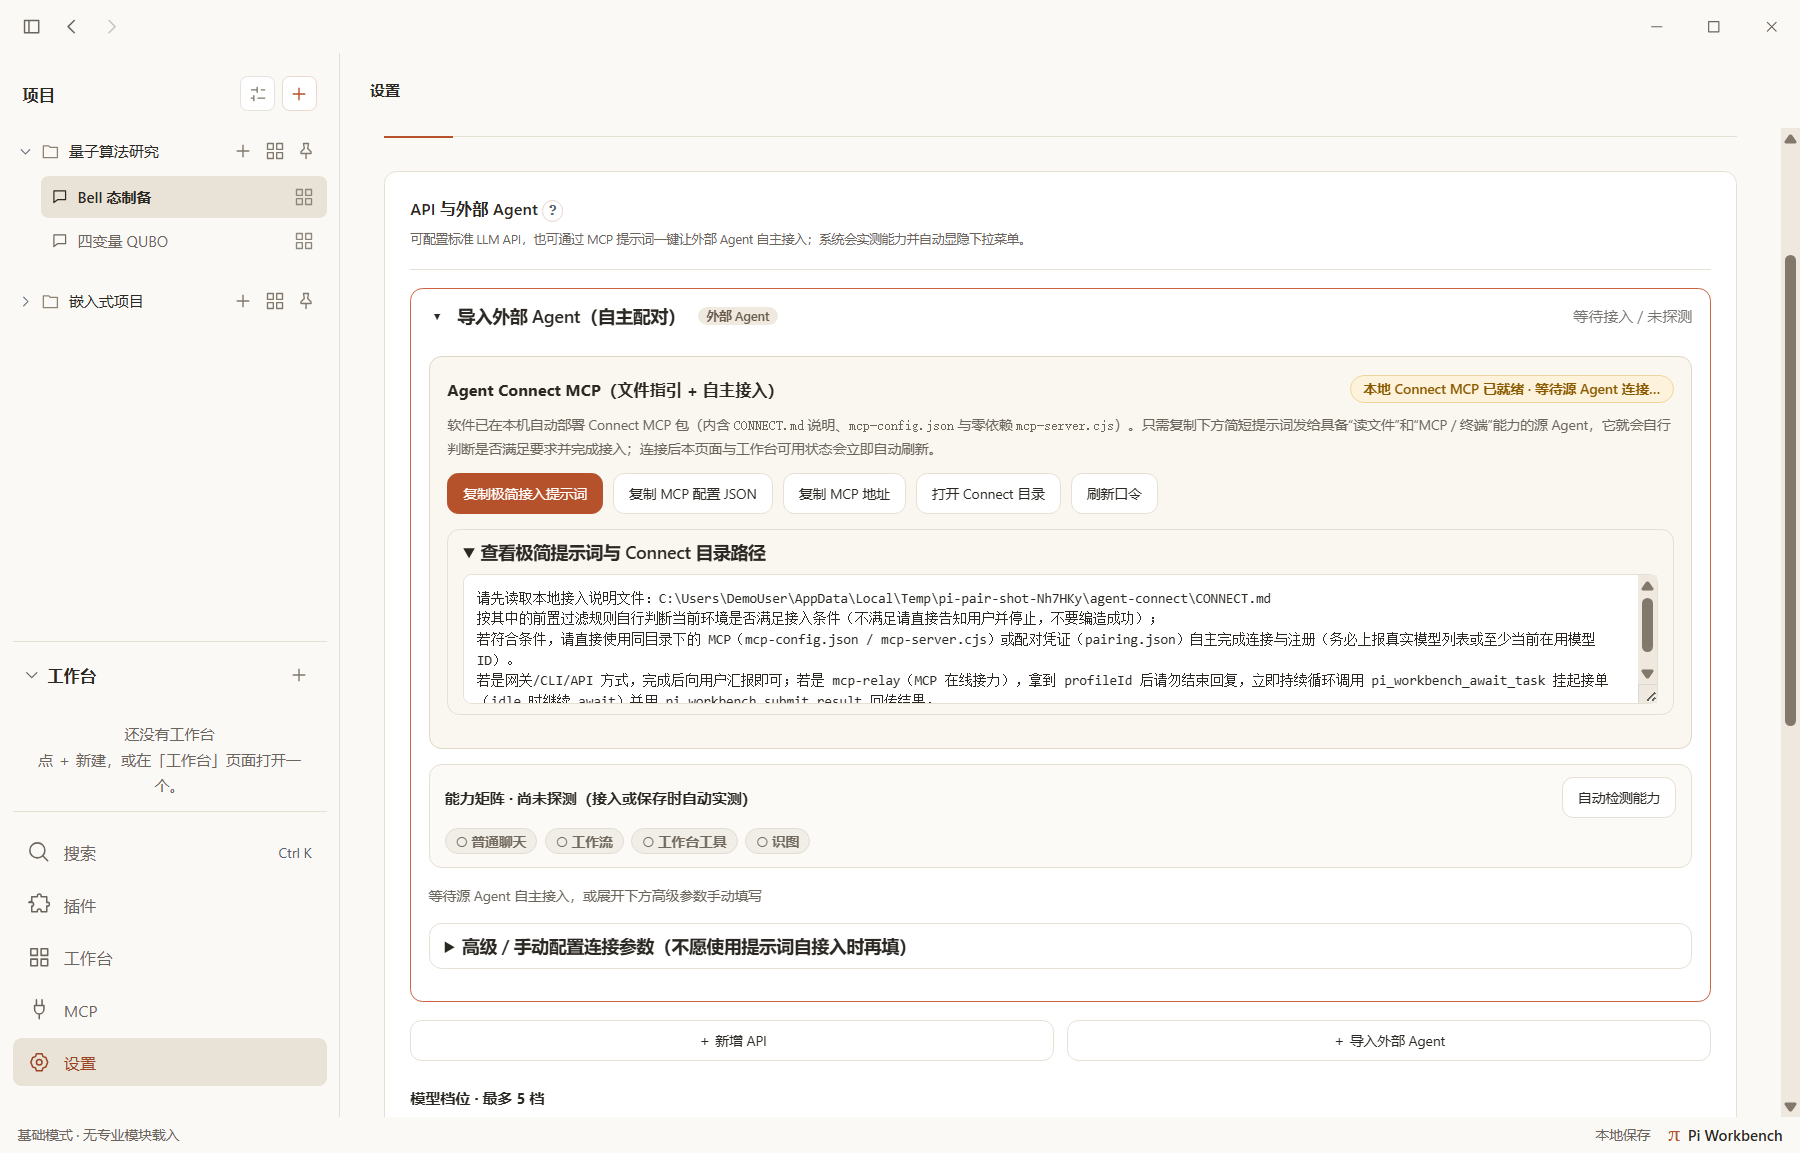 项目
量子算法研究
Bell 态制备
四变量 QUBO
嵌入式项目
工作台
还没有工作台
点 + 新建，或在「工作台」页面打开一
个。
搜索 Ctrl K
插件
工作台
MCP
设置
基础模式 · 无专业模块载入
设置
API 与外部 Agent ?
可配置标准 LLM API，也可通过 MCP 提示词一键让外部 Agent 自主接入；系统会实测能力并自动显隐下拉菜单。
导入外部 Agent（自主配对） 外部 Agent 等待接入 / 未探测
Agent Connect MCP（文件指引 + 自主接入） 本地 Connect MCP 已就绪 · 等待源 Agent 连接...
软件已在本机自动部署 Connect MCP 包（内含 CONNECT.md 说明、mcp-config.json 与零依赖 mcp-server.cjs）。只需复制下方简短提示词发给具备“读文件”和“MCP / 终端”能力的源 Agent，它就会自行
判断是否满足要求并完成接入；连接后本页面与工作台可用状态会立即自动刷新。
复制极简接入提示词 复制 MCP 配置 JSON 复制 MCP 地址 打开 Connect 目录 刷新口令
查看极简提示词与 Connect 目录路径
请先读取本地接入说明文件：C:\Users\DemoUser\AppData\Local\Temp\pi-pair-shot-Nh7HKy\agent-connect\CONNECT.md
按其中的前置过滤规则自行判断当前环境是否满足接入条件（不满足请直接告知用户并停止，不要编造成功）；
若符合条件，请直接使用同目录下的 MCP（mcp-config.json / mcp-server.cjs）或配对凭证（pairing.json）自主完成连接与注册（务必上报真实模型列表或至少当前在用模型
ID）。
若是网关/CLI/API 方式，完成后向用户汇报即可；若是 mcp-relay（MCP 在线接力），拿到 profileId 后请勿结束回复，立即持续循环调用 pi_workbench_await_task 挂起接单
（idle 时继续 await）并用 pi_workbench_submit_result 回传结果。
能力矩阵 · 尚未探测（接入或保存时自动实测） 自动检测能力
普通聊天 工作流 工作台工具 识图
等待源 Agent 自主接入，或展开下方高级参数手动填写
高级 / 手动配置连接参数（不愿使用提示词自接入时再填）
+ 新增 API + 导入外部 Agent
模型档位 · 最多 5 档
本地保存 π Pi Workbench